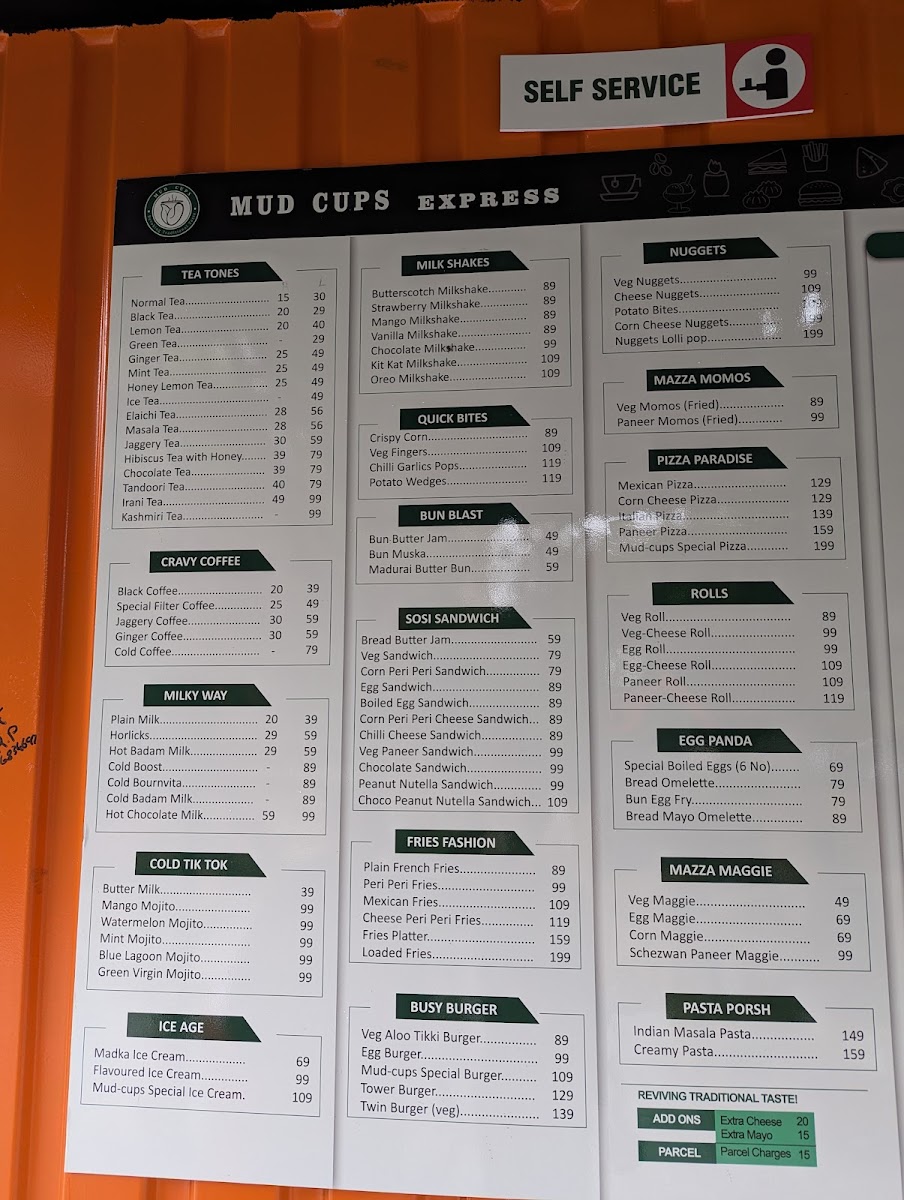 SELF SERVICE
MUD CUPS EXPRESS
TEA TONES
L
Normal Tea 15 30
Black Tea 20 29
Lemon Tea 20 40
Green Tea - 29
Ginger Tea 25 49
Mint Tea 25 49
Honey Lemon Tea 25 49
Ice Tea - 49
Elaichi Tea 28 56
Masala Tea 28 56
Jaggery Tea 30 59
Hibiscus Tea with Honey 39 79
Chocolate Tea 39 79
Tandoori Tea 40 79
Irani Tea 49 99
Kashmiri Tea - 99
CRAVY COFFEE
Black Coffee 20 39
Special Filter Coffee 25 49
Jaggery Coffee 30 59
Ginger Coffee 30 59
Cold Coffee - 79
MILKY WAY
Plain Milk 20 39
Horlicks 29 59
Hot Badam Milk 29 59
Cold Boost - 89
Cold Bournvita - 89
Cold Badam Milk - 89
Hot Chocolate Milk 59 99
COLD TIK TOK
Butter Milk 39
Mango Mojito 99
Watermelon Mojito 99
Mint Mojito 99
Blue Lagoon Mojito 99
Green Virgin Mojito 99
ICE AGE
Madka Ice Cream 69
Flavoured Ice Cream 99
Mud-cups Special Ice Cream. 109
MILK SHAKES
Butterscotch Milkshake 89
Strawberry Milkshake 89
Mango Milkshake 89
Vanilla Milkshake 89
Chocolate Milkshake 99
Kit Kat Milkshake 109
Oreo Milkshake 109
QUICK BITES
Crispy Corn 89
Veg Fingers 109
Chilli Garlics Pops 119
Potato Wedges 119
BUN BLAST
Bun Butter Jam 49
Bun Muska 49
Madurai Butter Bun 59
SOSI SANDWICH
Bread Butter Jam 59
Veg Sandwich 79
Corn Peri Peri Sandwich 79
Egg Sandwich 89
Boiled Egg Sandwich 89
Corn Peri Peri Cheese Sandwich 89
Chilli Cheese Sandwich 89
Veg Paneer Sandwich 99
Chocolate Sandwich 99
Peanut Nutella Sandwich 99
Choco Peanut Nutella Sandwich 109
FRIES FASHION
Plain French Fries 89
Peri Peri Fries 99
Mexican Fries 109
Cheese Peri Peri Fries 119
Fries Platter 159
Loaded Fries 199
BUSY BURGER
Veg Aloo Tikki Burger 89
Egg Burger 99
Mud-cups Special Burger 109
Tower Burger 129
Twin Burger (veg) 139
NUGGETS
Veg Nuggets 99
Cheese Nuggets 109
Potato Bites
Corn Cheese Nuggets
Nuggets Lolli pop 199
MAZZA MOMOS
Veg Momos (Fried) 89
Paneer Momos (Fried) 99
PIZZA PARADISE
Mexican Pizza 129
Corn Cheese Pizza 129
Italian Pizza 139
Paneer Pizza 159
Mud-cups Special Pizza 199
ROLLS
Veg Roll 89
Veg-Cheese Roll 99
Egg Roll 99
Egg-Cheese Roll 109
Paneer Roll 109
Paneer-Cheese Roll 119
EGG PANDA
Special Boiled Eggs (6 No) 69
Bread Omelette 79
Bun Egg Fry 79
Bread Mayo Omelette 89
MAZZA MAGGIE
Veg Maggie 49
Egg Maggie 69
Corn Maggie 69
Schezwan Paneer Maggie 99
PASTA PORSH
Indian Masala Pasta 149
Creamy Pasta 159
REVIVING TRADITIONAL TASTE!
ADD ONS Extra Cheese 20
Extra Mayo 15
PARCEL Parcel Charges 15